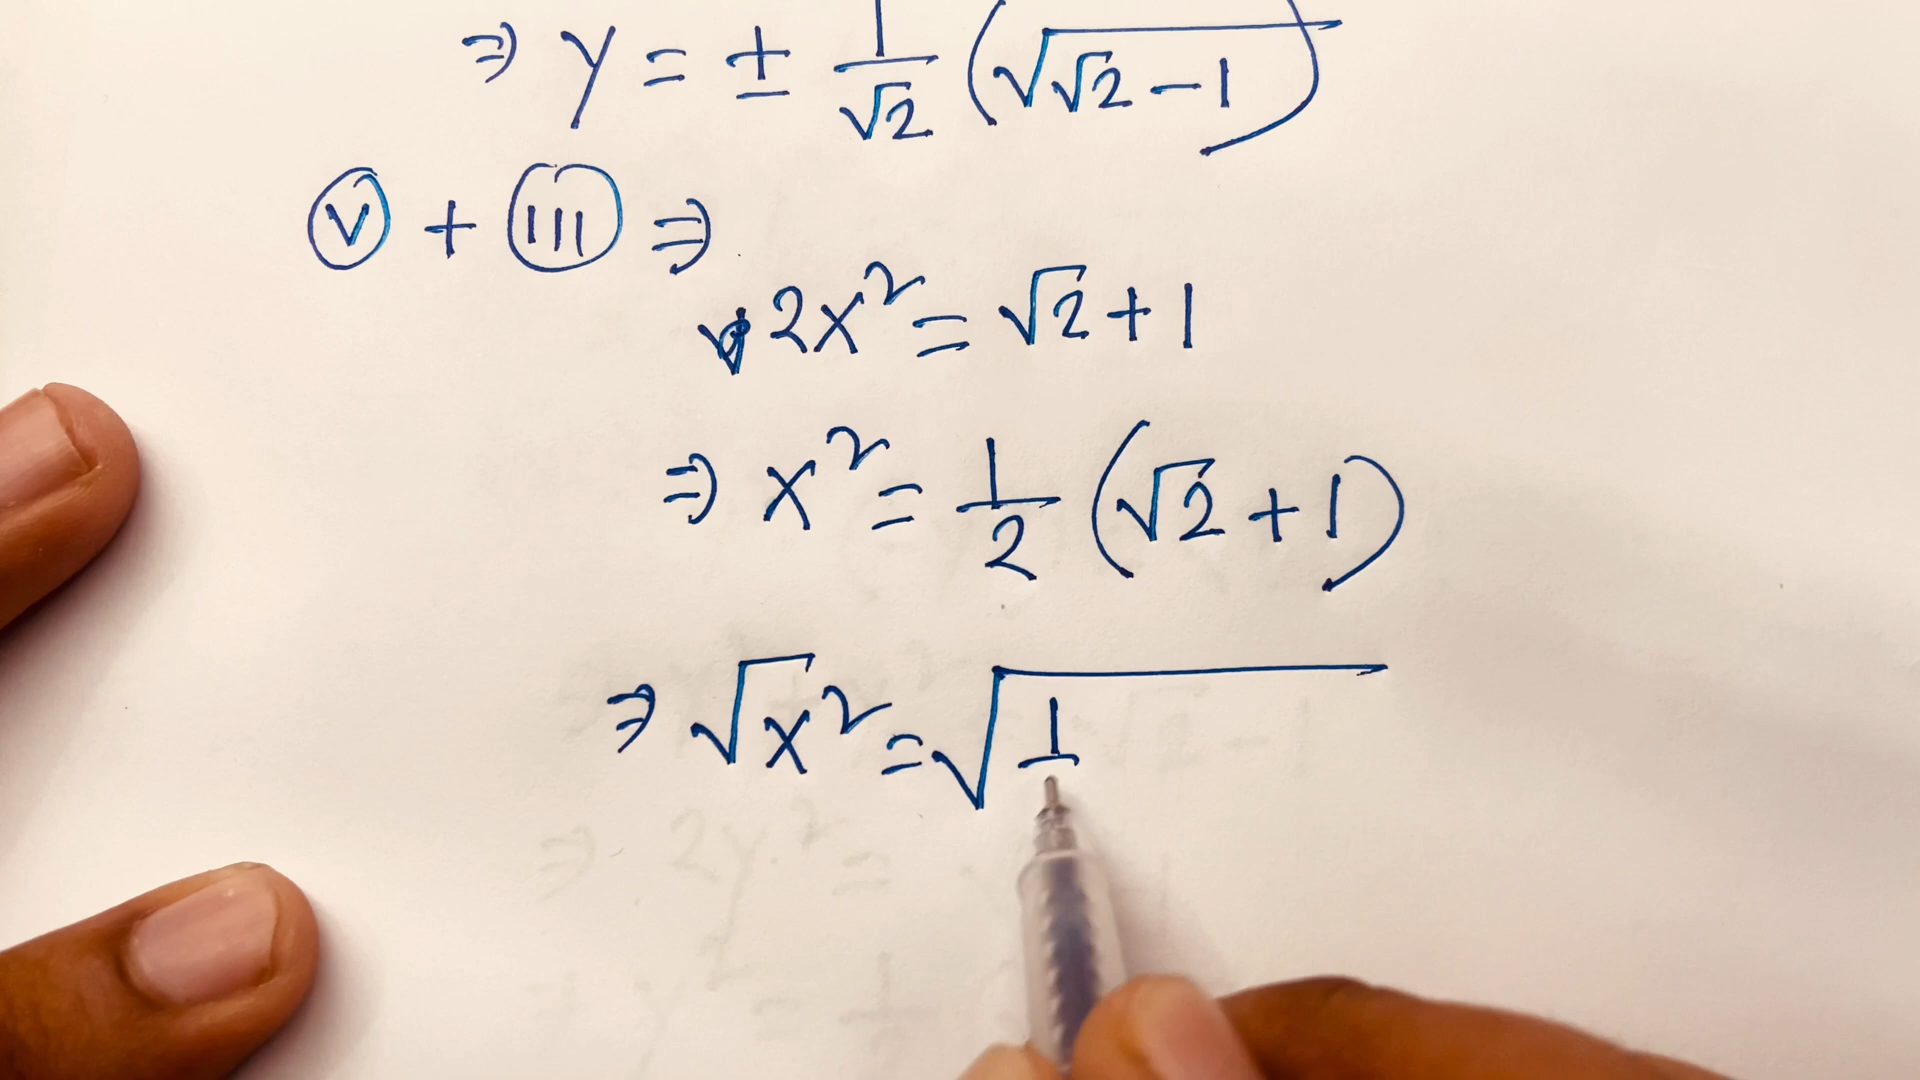 ⇒ y = ± 1/√2 (√(√2 - 1))
Ⓥ + ⒾⒾⒾ ⇒
2x² = √2 + 1
⇒ x² = 1/2 (√2 + 1)
⇒ √x² = √1